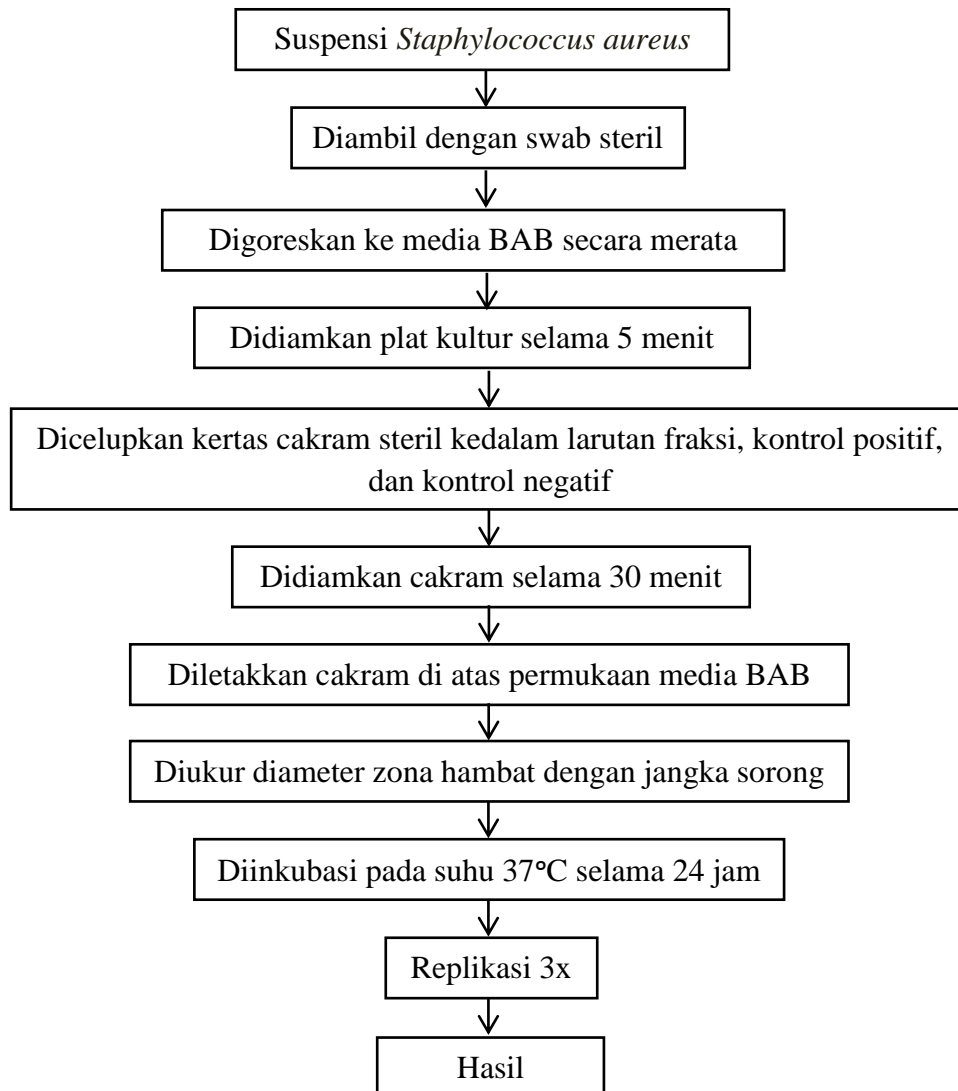 Suspensi Staphylococcus aureus
Diambil dengan swab steril
Digoreskan ke media BAB secara merata
Didiamkan plat kultur selama 5 menit
Dicelupkan kertas cakram steril kedalam larutan fraksi, kontrol positif,
dan kontrol negatif
Didiamkan cakram selama 30 menit
Diletakkan cakram di atas permukaan media BAB
Diukur diameter zona hambat dengan jangka sorong
Diinkubasi pada suhu 37°C selama 24 jam
Replikasi 3x
Hasil